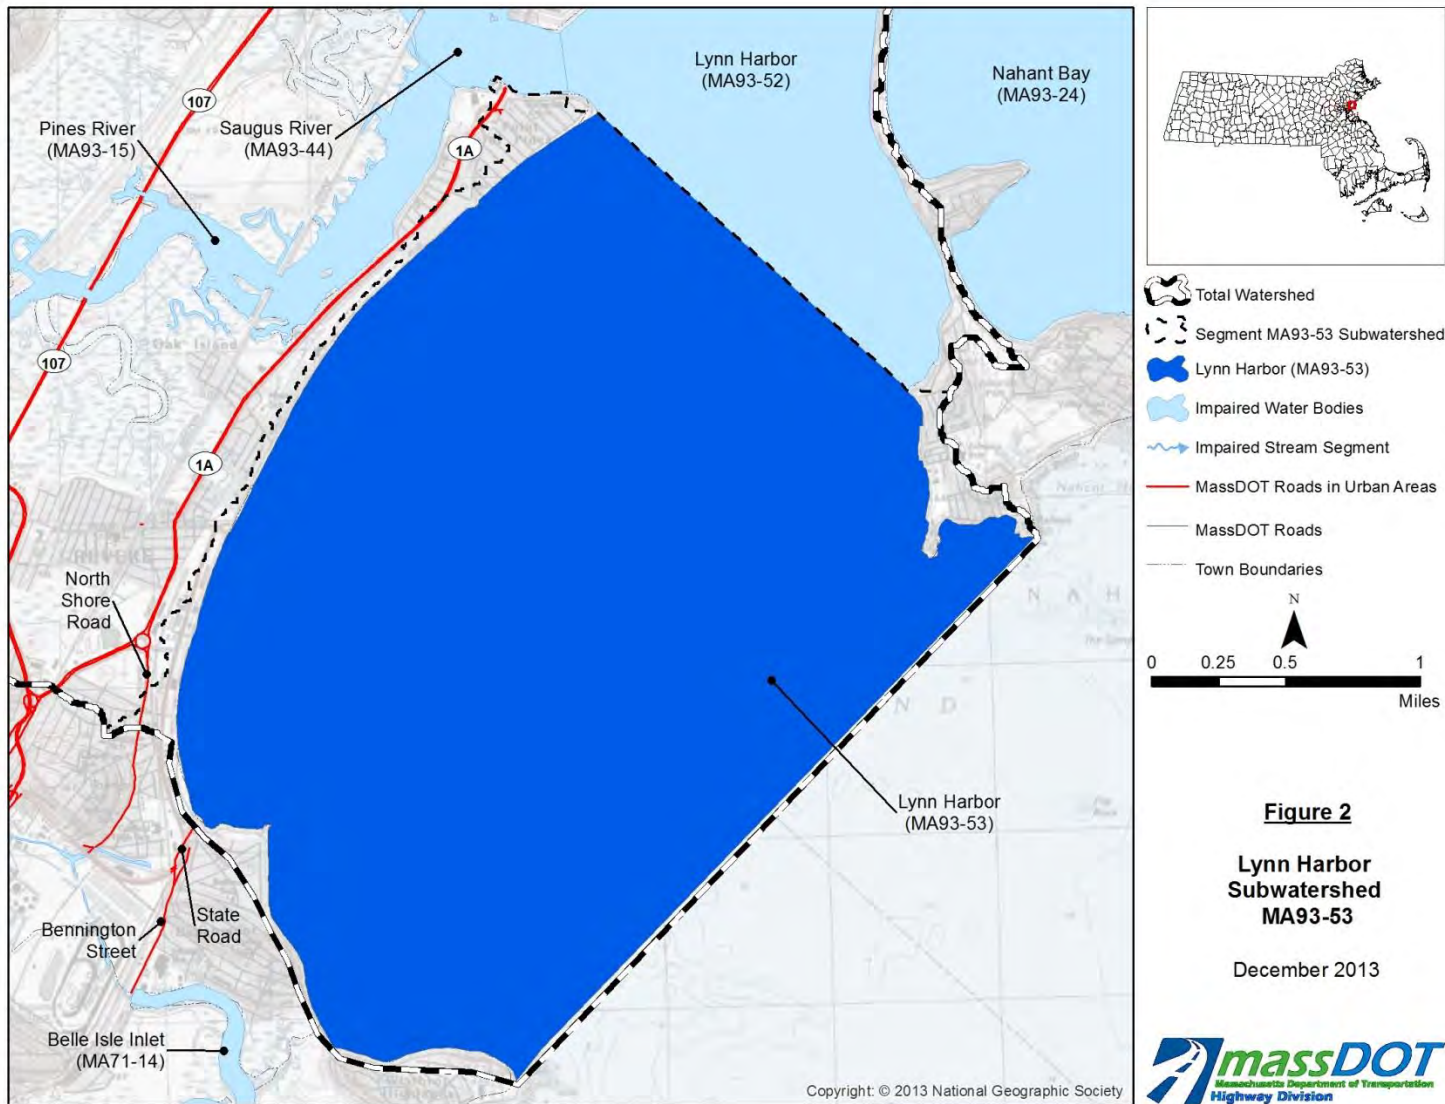 107
Pines River
(MA93-15)
Saugus River
(MA93-44)
1A
Lynn Harbor
(MA93-52)
Nahant Bay
(MA93-24)
107
1A
North
Shore
Road
Lynn Harbor
(MA93-53)
State
Road
Bennington
Street
Belle Isle Inlet
(MA71-14)
Copyright: © 2013 National Geographic Society
Total Watershed
Segment MA93-53 Subwatershed
Lynn Harbor (MA93-53)
Impaired Water Bodies
Impaired Stream Segment
MassDOT Roads in Urban Areas
MassDOT Roads
Town Boundaries
N
0 0.25 0.5 1
Miles
Figure 2
Lynn Harbor
Subwatershed
MA93-53
December 2013
massDOT
Massachusetts Department of Transportation
Highway Division